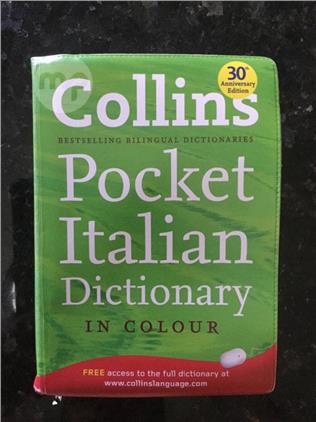 Collins
30th
Anniversary
Edition
BESTSELLING BILINGUAL DICTIONARIES
Pocket
Italian
Dictionary
IN COLOUR
FREE access to the full dictionary at
www.collinslanguage.com